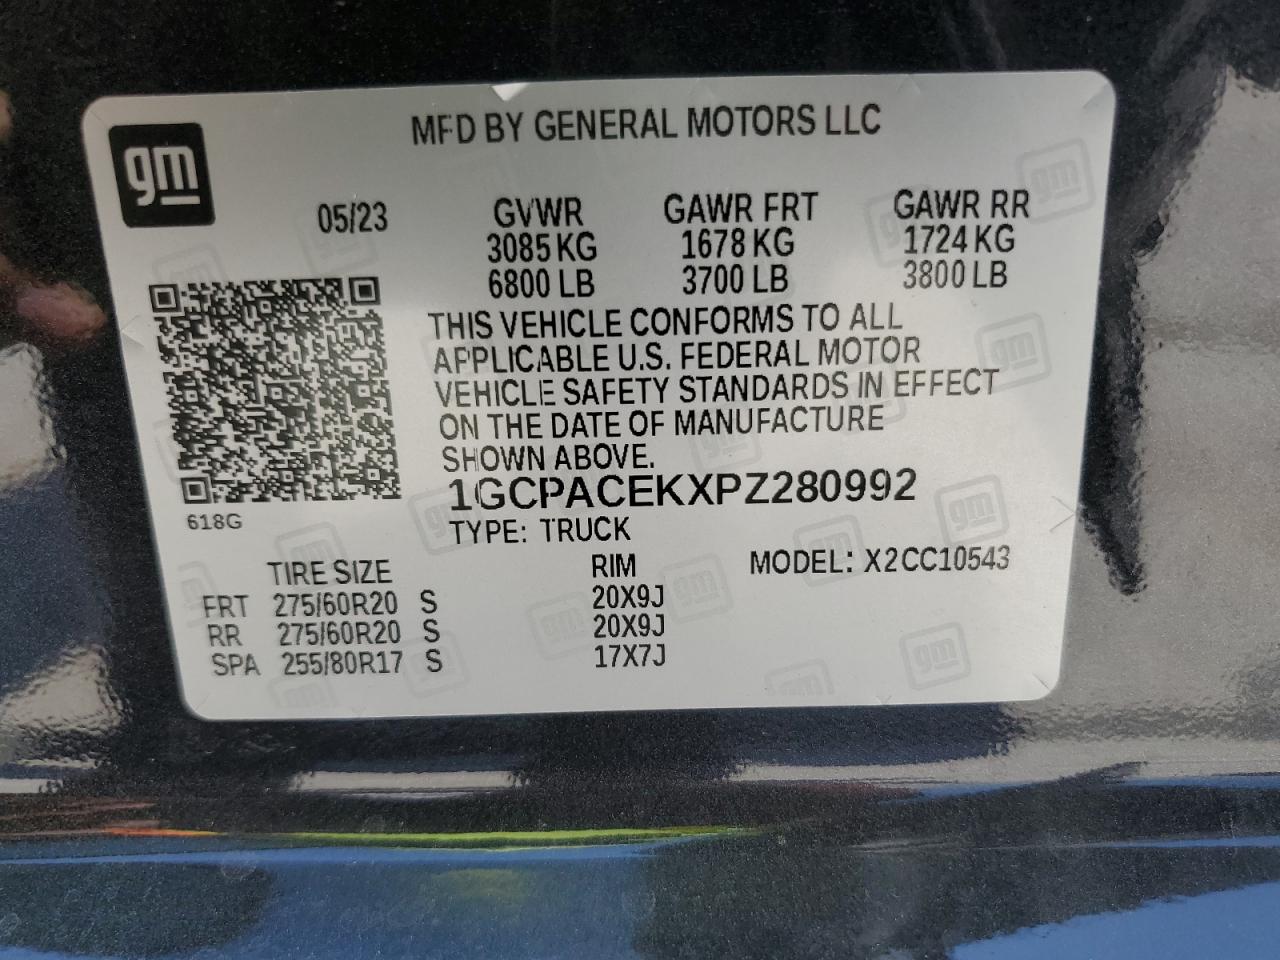 MFD BY GENERAL MOTORS LLC
gm
05/23 GVWR GAWR FRT GAWR RR
3085 KG 1678 KG 1724 KG
6800 LB 3700 LB 3800 LB
THIS VEHICLE CONFORMS TO ALL
APPLICABLE U.S. FEDERAL MOTOR
VEHICLE SAFETY STANDARDS IN EFFECT
ON THE DATE OF MANUFACTURE
SHOWN ABOVE.
1GCPACEKXPZ280992
618G
TYPE: TRUCK
TIRE SIZE RIM MODEL: X2CC10543
FRT 275/60R20 S 20X9J
RR 275/60R20 S 20X9J
SPA 255/80R17 S 17X7J